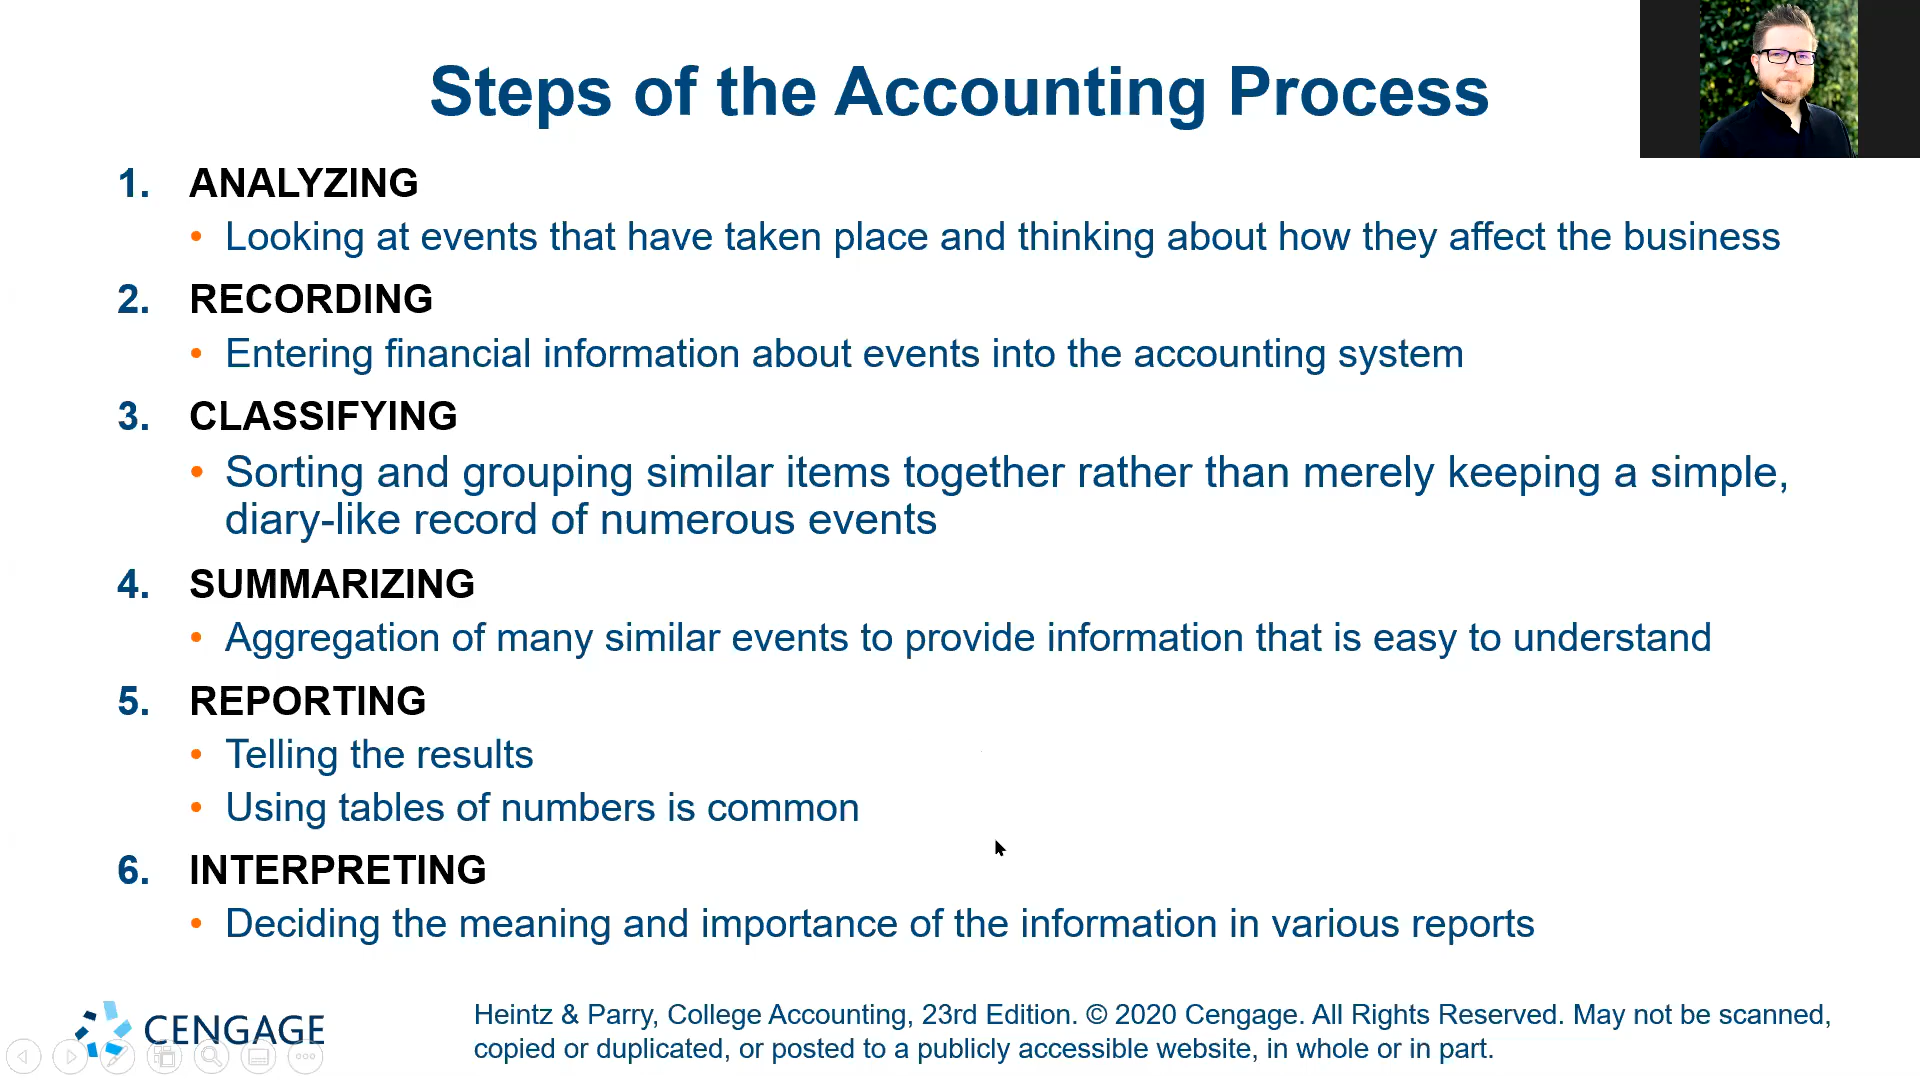 Steps of the Accounting Process
1. ANALYZING
• Looking at events that have taken place and thinking about how they affect the business
2. RECORDING
• Entering financial information about events into the accounting system
3. CLASSIFYING
• Sorting and grouping similar items together rather than merely keeping a simple,
diary-like record of numerous events
4. SUMMARIZING
• Aggregation of many similar events to provide information that is easy to understand
5. REPORTING
• Telling the results
• Using tables of numbers is common
6. INTERPRETING
• Deciding the meaning and importance of the information in various reports
CENGAGE
Heintz & Parry, College Accounting, 23rd Edition. © 2020 Cengage. All Rights Reserved. May not be scanned,
copied or duplicated, or posted to a publicly accessible website, in whole or in part.